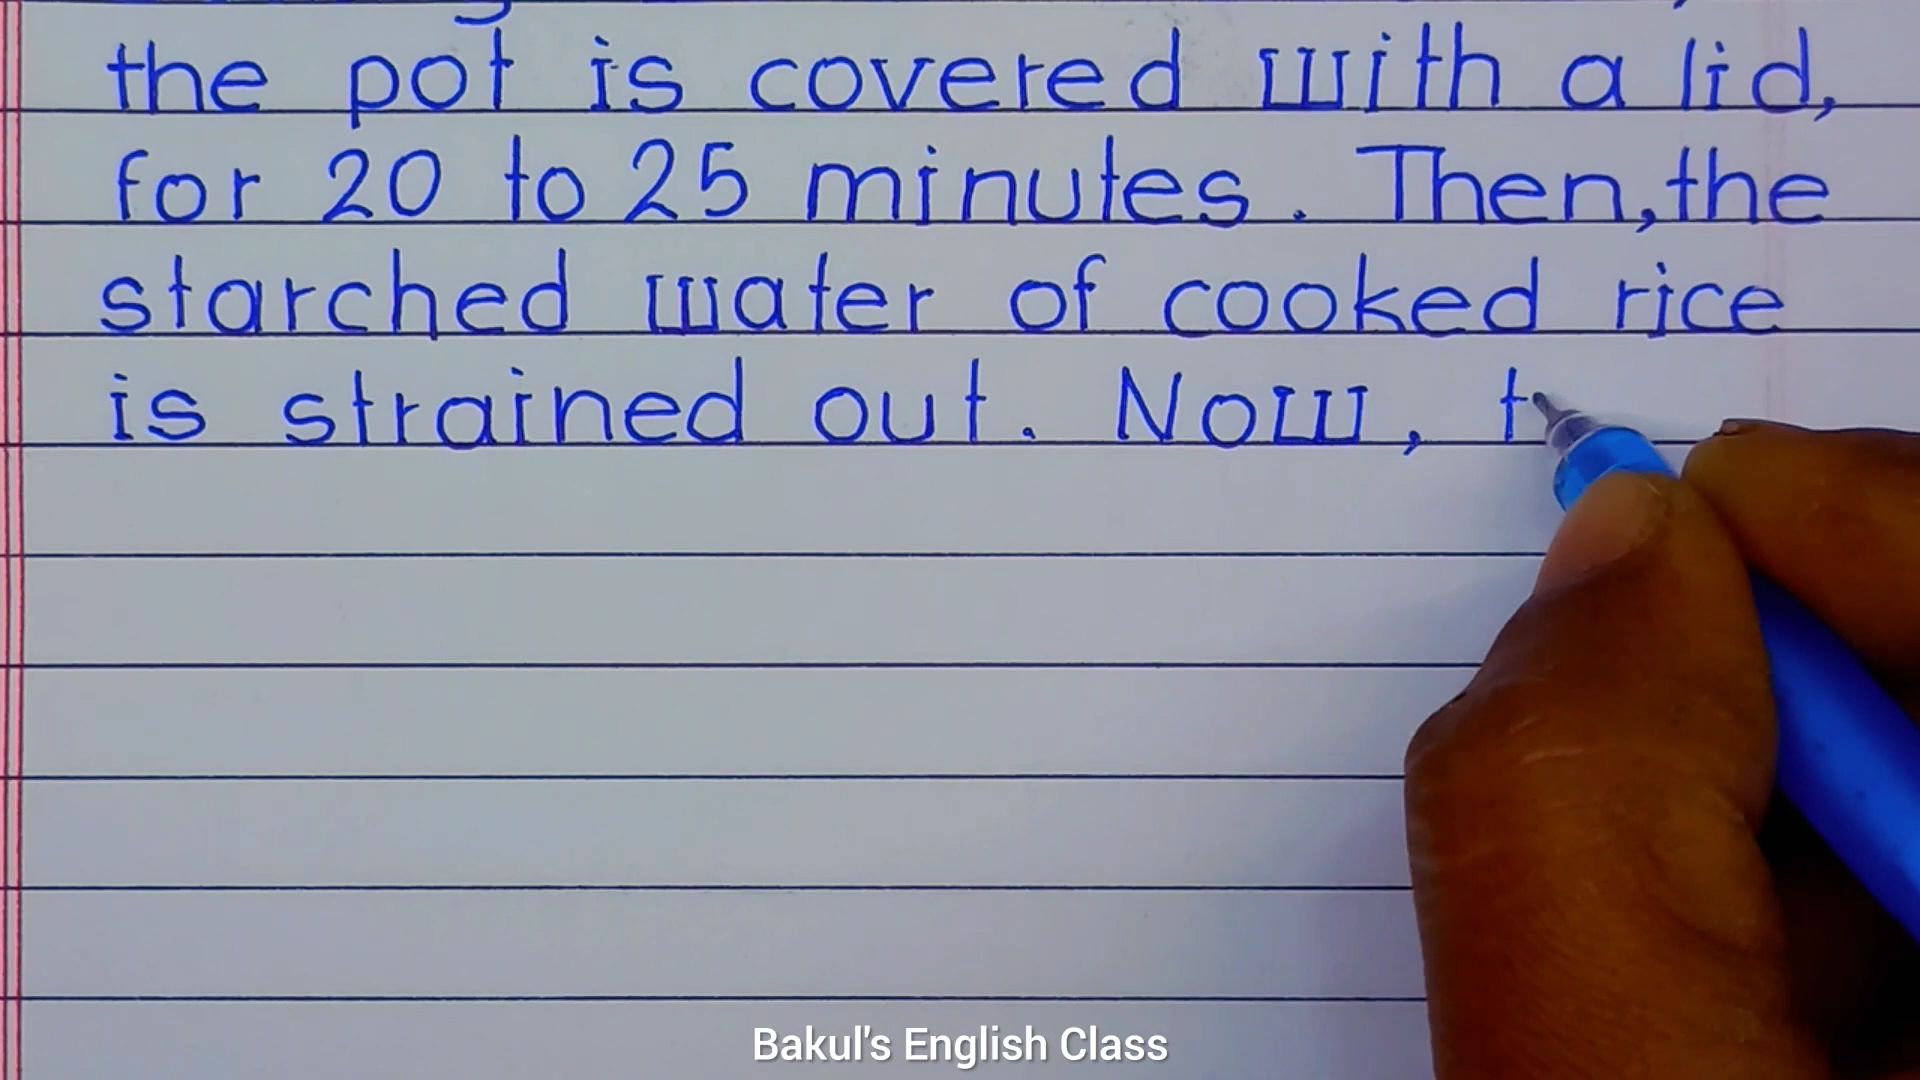 the pot is covered with a lid,
for 20 to 25 minutes. Then, the
starched water of cooked rice
is strained out. Now, t
Bakul's English Class